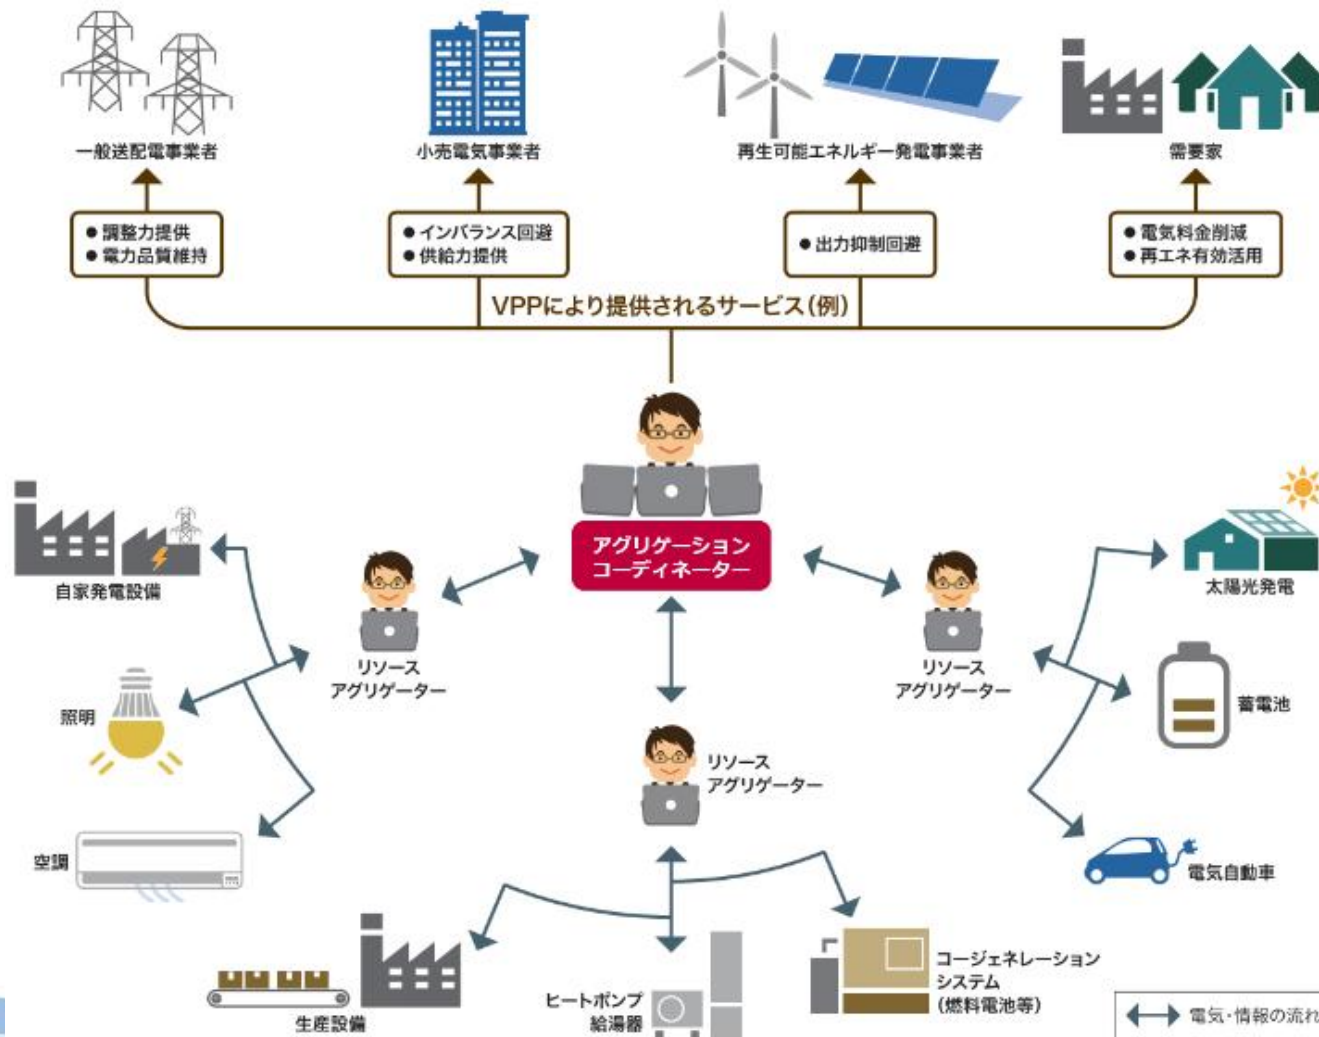 一般送配電事業者
小売電気事業者
再生可能エネルギー発電事業者
需要家
● 調整力提供
● 電力品質維持
● インバランス回避
● 供給力提供
● 出力抑制回避
● 電気料金削減
● 再エネ有効活用
VPPにより提供されるサービス(例)
アグリゲーション
コーディネーター
自家発電設備
リソース
アグリゲーター
リソース
アグリゲーター
太陽光発電
照明
蓄電池
リソース
アグリゲーター
空調
電気自動車
生産設備
ヒートポンプ
給湯器
コージェネレーション
システム
(燃料電池等)
電気・情報の流れ